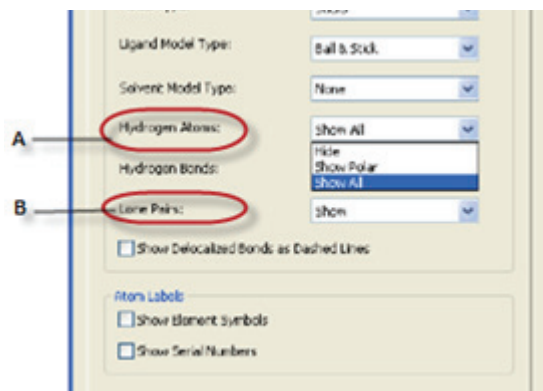 Ligand Model Type: Ball & Stick
Solvent Model Type: None
A Hydrogen Atoms: Show All
Hide
Hydrogen Bonds: Show Polar
Show All
B Lone Pairs: Show
Show Delocalized Bonds as Dashed Lines
Atom Labels
Show Element Symbols
Show Serial Numbers